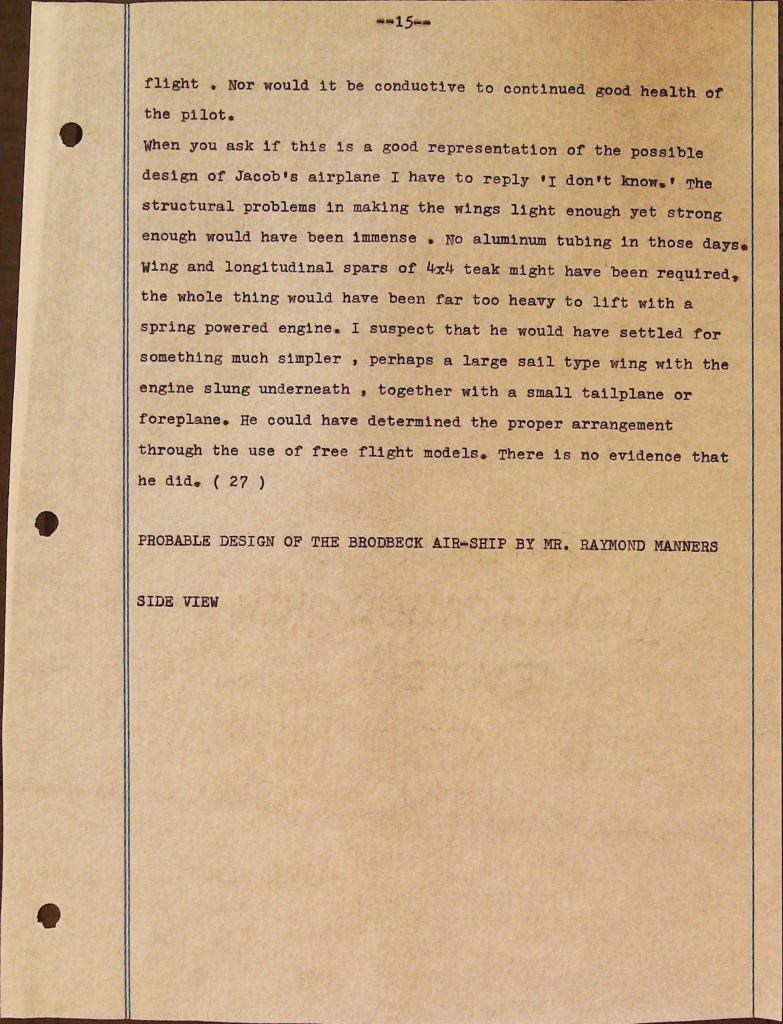 --15--
flight . Nor would it be conductive to continued good health of
the pilot.
When you ask if this is a good representation of the possible
design of Jacob's airplane I have to reply 'I don't know.' The
structural problems in making the wings light enough yet strong
enough would have been immense . No aluminum tubing in those days.
Wing and longitudinal spars of 4x4 teak might have been required,
the whole thing would have been far too heavy to lift with a
spring powered engine. I suspect that he would have settled for
something much simpler , perhaps a large sail type wing with the
engine slung underneath , together with a small tailplane or
foreplane. He could have determined the proper arrangement
through the use of free flight models. There is no evidence that
he did. ( 27 )
PROBABLE DESIGN OF THE BRODBECK AIR-SHIP BY MR. RAYMOND MANNERS
SIDE VIEW